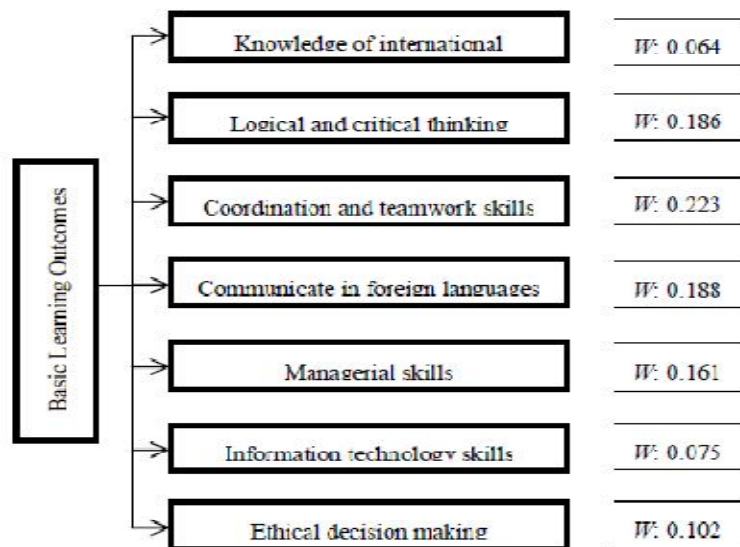 Knowledge of international
W: 0.064
Logical and critical thinking
W: 0.186
Coordination and teamwork skills
W: 0.223
Basic Learning Outcomes
Communicate in foreign languages
W: 0.188
Managerial skills
W: 0.161
Information technology skills
W: 0.075
Ethical decision making
W: 0.102